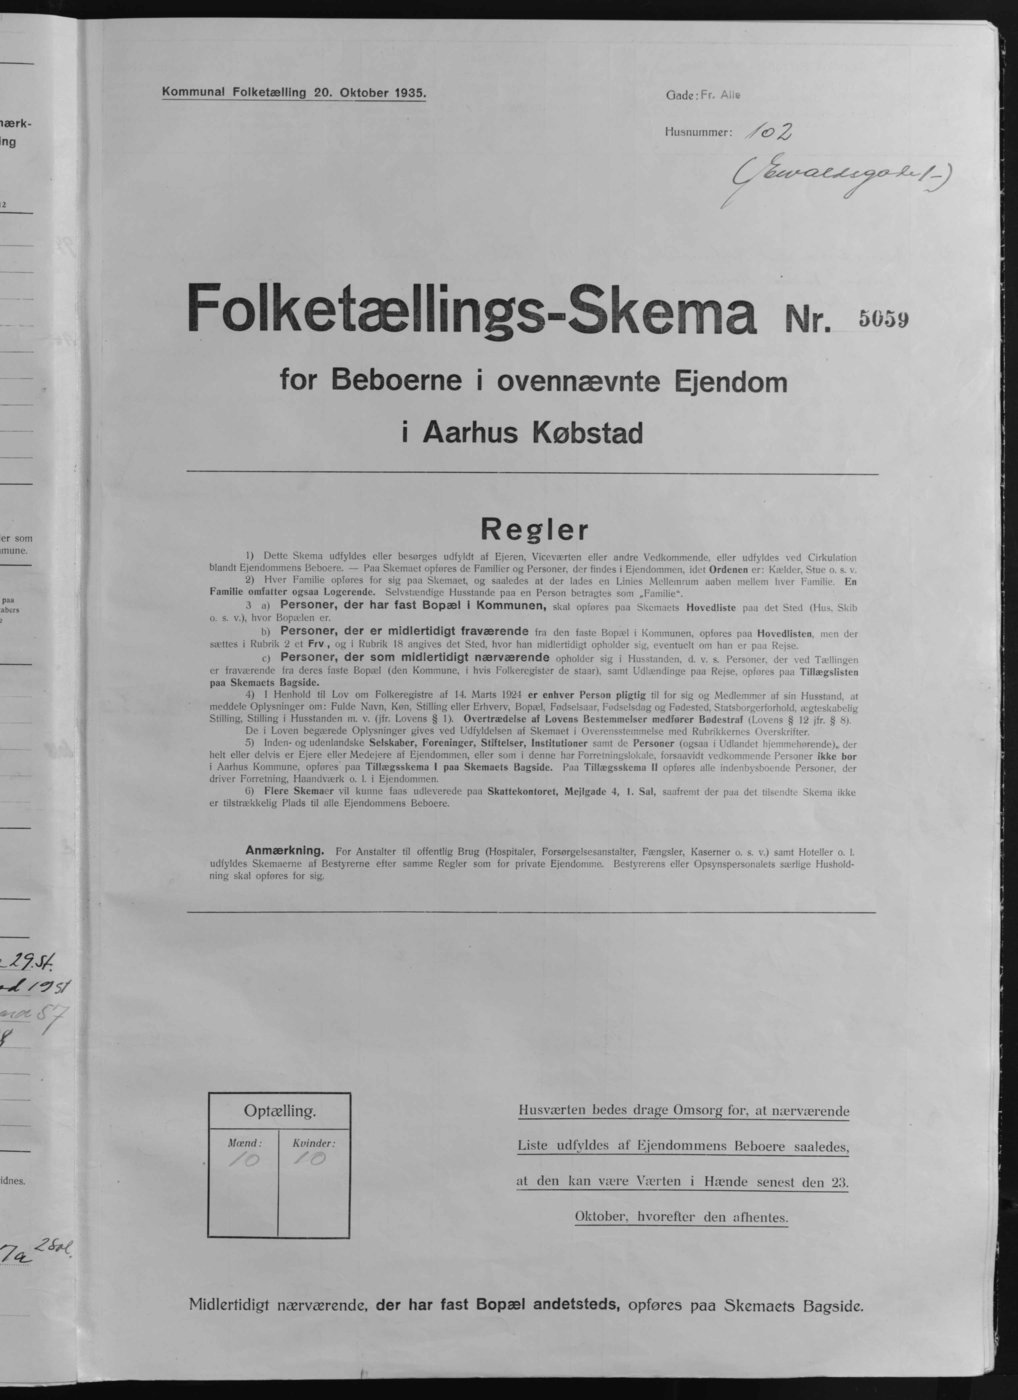 Kommunal Folketælling 20. Oktober 1935.
Gade: Fr. Alle
Husnummer: 102
(Ewaldsgade 1-)
Folketællings-Skema Nr. 5059
for Beboerne i ovennævnte Ejendom
i Aarhus Købstad
Regler
1) Dette Skema udfyldes eller besørges udfyldt af Ejeren, Viceværten eller andre Vedkommende, eller udfyldes ved Cirkulation
blandt Ejendommens Beboere. — Paa Skemaet opføres de Familier og Personer, der findes i Ejendommen, idet Ordenen er: Kælder, Stue o. s. v.
2) Hver Familie opføres for sig paa Skemaet, og saaledes at der lades en Linies Mellemrum aaben mellem hver Familie. En
Familie omfatter ogsaa Logerende. Selvstændige Husstande paa en Person betragtes som „Familie“.
3 a) Personer, der har fast Bopæl i Kommunen, skal opføres paa Skemaets Hovedliste paa det Sted (Hus, Skib
o. s. v.), hvor Bopælen er.
b) Personer, der er midlertidigt fraværende fra den faste Bopæl i Kommunen, opføres paa Hovedlisten, men der
sættes i Rubrik 2 et Frv., og i Rubrik 18 angives det Sted, hvor han midlertidigt opholder sig, eventuelt om han er paa Rejse.
c) Personer, der som midlertidigt nærværende opholder sig i Husstanden, d. v. s. Personer, der ved Tællingen
er fraværende fra deres faste Bopæl (den Kommune, i hvis Folkeregister de staar), samt Udlændinge paa Rejse, opføres paa Tillægslisten
paa Skemaets Bagside.
4) I Henhold til Lov om Folkeregistre af 14. Marts 1924 er enhver Person pligtig til for sig og Medlemmer af sin Husstand, at
meddele Oplysninger om: Fulde Navn, Køn, Stilling eller Erhverv, Bopæl, Fødselsaar, Fødselsdag og Fødested, Statsborgerforhold, ægteskabelig
Stilling, Stilling i Husstanden m. v. (jfr. Lovens § 1). Overtrædelse af Lovens Bestemmelser medfører Bødestraf (Lovens § 12 jfr. § 8).
De i Loven begærede Oplysninger gives ved Udfyldelsen af Skemaet i Overensstemmelse med Rubrikkernes Overskrifter.
5) Inden- og udenlandske Selskaber, Foreninger, Stiftelser, Institutioner samt de Personer (ogsaa i Udlandet hjemmehørende), der
helt eller delvis er Ejere eller Medejere af Ejendommen, eller som i denne har Forretningslokale, forsaavidt vedkommende Personer ikke bor
i Aarhus Kommune, opføres paa Tillægsskema I paa Skemaets Bagside. Paa Tillægsskema II opføres alle indenbysboende Personer, der
driver Forretning, Haandværk o. l. i Ejendommen.
6) Flere Skemaer vil kunne faas udleverede paa Skattekontoret, Mejlgade 4, 1. Sal, saafremt der paa det tilsendte Skema ikke
er tilstrækkelig Plads til alle Ejendommens Beboere.
Anmærkning. For Anstalter til offentlig Brug (Hospitaler, Forsørgelsesanstalter, Fængsler, Kaserner o. s. v.) samt Hoteller o. l.
udfyldes Skemaerne af Bestyrerne efter samme Regler som for private Ejendomme. Bestyrerens eller Opsynspersonalets særlige Hushold-
ning skal opføres for sig.
Optælling.
Mænd: Kvinder:
10 10
Husværten bedes drage Omsorg for, at nærværende
Liste udfyldes af Ejendommens Beboere saaledes,
at den kan være Værten i Hænde senest den 23.
Oktober, hvorefter den afhentes.
Midlertidigt nærværende, der har fast Bopæl andetsteds, opføres paa Skemaets Bagside.